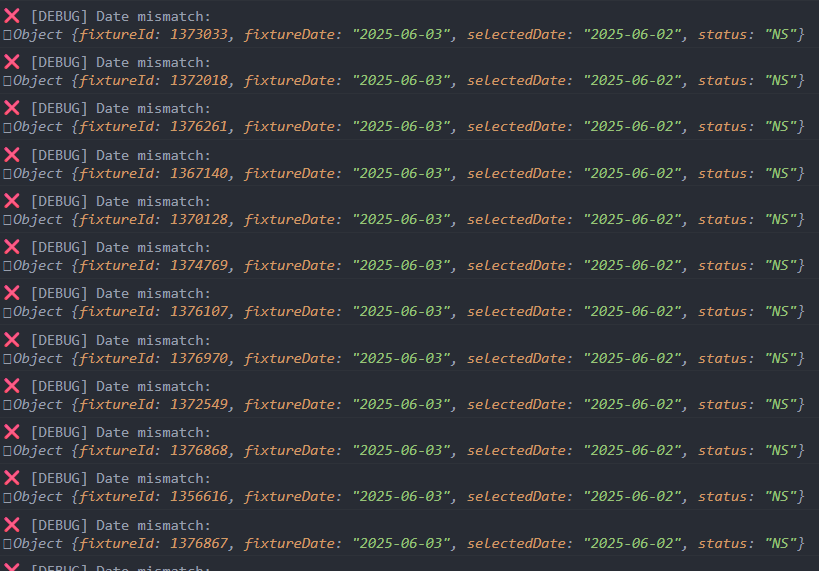 ❌ [DEBUG] Date mismatch:
Object {fixtureId: 1373033, fixtureDate: "2025-06-03", selectedDate: "2025-06-02", status: "NS"}
❌ [DEBUG] Date mismatch:
Object {fixtureId: 1372018, fixtureDate: "2025-06-03", selectedDate: "2025-06-02", status: "NS"}
❌ [DEBUG] Date mismatch:
Object {fixtureId: 1376261, fixtureDate: "2025-06-03", selectedDate: "2025-06-02", status: "NS"}
❌ [DEBUG] Date mismatch:
Object {fixtureId: 1367140, fixtureDate: "2025-06-03", selectedDate: "2025-06-02", status: "NS"}
❌ [DEBUG] Date mismatch:
Object {fixtureId: 1370128, fixtureDate: "2025-06-03", selectedDate: "2025-06-02", status: "NS"}
❌ [DEBUG] Date mismatch:
Object {fixtureId: 1374769, fixtureDate: "2025-06-03", selectedDate: "2025-06-02", status: "NS"}
❌ [DEBUG] Date mismatch:
Object {fixtureId: 1376107, fixtureDate: "2025-06-03", selectedDate: "2025-06-02", status: "NS"}
❌ [DEBUG] Date mismatch:
Object {fixtureId: 1376970, fixtureDate: "2025-06-03", selectedDate: "2025-06-02", status: "NS"}
❌ [DEBUG] Date mismatch:
Object {fixtureId: 1372549, fixtureDate: "2025-06-03", selectedDate: "2025-06-02", status: "NS"}
❌ [DEBUG] Date mismatch:
Object {fixtureId: 1376868, fixtureDate: "2025-06-03", selectedDate: "2025-06-02", status: "NS"}
❌ [DEBUG] Date mismatch:
Object {fixtureId: 1356616, fixtureDate: "2025-06-03", selectedDate: "2025-06-02", status: "NS"}
❌ [DEBUG] Date mismatch:
Object {fixtureId: 1376867, fixtureDate: "2025-06-03", selectedDate: "2025-06-02", status: "NS"}
❌ [DEBUG] Date mismatch: